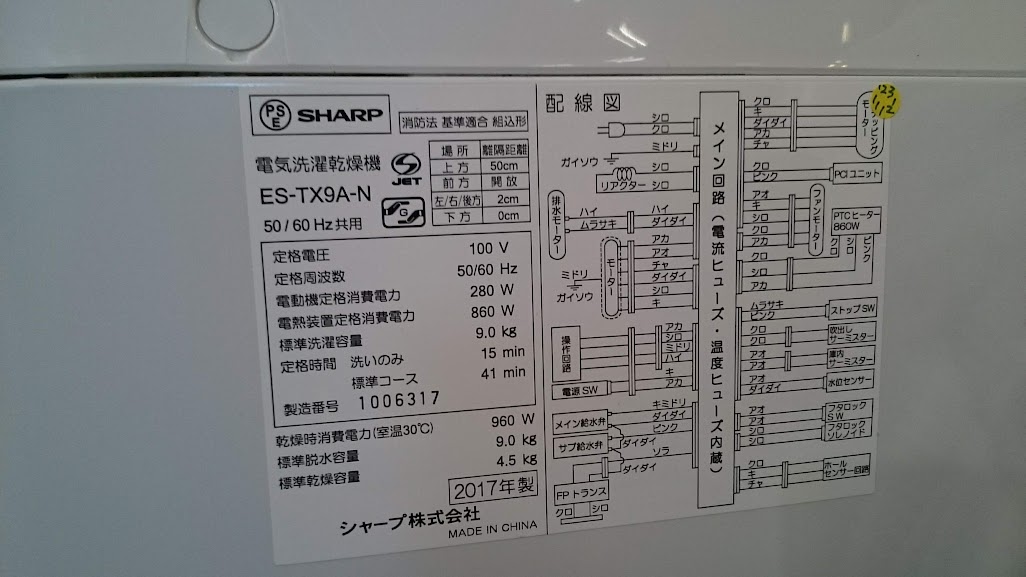 PSE SHARP
消防法 基準適合 組込形
電気洗濯乾燥機
JET
ES-TX9A-N
50/60 Hz共用
場所 離隔距離
上方 50cm
前方 開放
左/右/後方 2cm
下方 0cm
定格電圧 100 V
定格周波数 50/60 Hz
電動機定格消費電力 280 W
電熱装置定格消費電力 860 W
標準洗濯容量 9.0 kg
定格時間 洗いのみ 15 min
標準コース 41 min
製造番号 1006317
乾燥時消費電力(室温30℃) 960 W
標準脱水容量 9.0 kg
標準乾燥容量 4.5 kg
2017年製
シャープ株式会社
MADE IN CHINA
配線図
シロ
クロ
ミドリ
ガイソウ
シロ
リアクター シロ
排水モーター
ハイ ハイ
ムラサキ ダイダイ
モーター
アカ
アオ
チャ
ダイダイ
シロ
キ
ミドリ
ガイソウ
操作回路
アカ
シロ
ミドリ
ハイ
キ
電源SW アカ
キミドリ
メイン給水弁 ダイダイ
ピンク
サブ給水弁 ダイダイ
ソラ
ダイダイ
FPトランス
クロ シロ
メイン回路(電流ヒューズ・温度ヒューズ内蔵)
クロ
キ
ダイダイ
アカ
チャ
モーター
123
112
クロ
ピンク
PCIユニット
アオ
キ
シロ
クロ
アカ
ファンモーター
PTCヒーター
860W
クロ
シロ
ピンク
クロ
シロ
アカ
ムラサキ
ピンク
ストップSW
クロ
クロ
吹出し
サーミスター
アオ
アオ
庫内
サーミスター
アオ
ダイダイ
水位センサー
アオ
アオ
フタロック
SW
シロ
シロ
フタロック
ソレノイド
クロ
キ
チャ
ホール
センサー回路